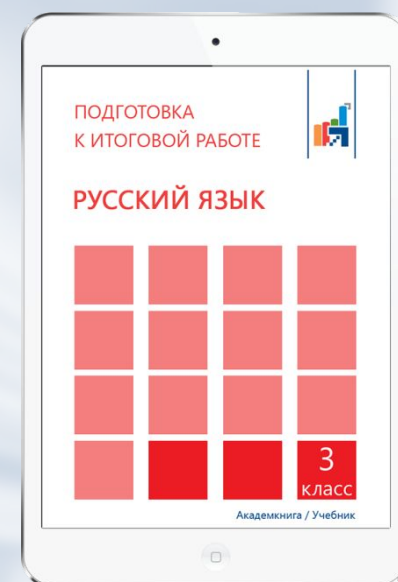 ПОДГОТОВКА
К ИТОГОВОЙ РАБОТЕ
РУССКИЙ ЯЗЫК
3
класс
Академкнига / Учебник